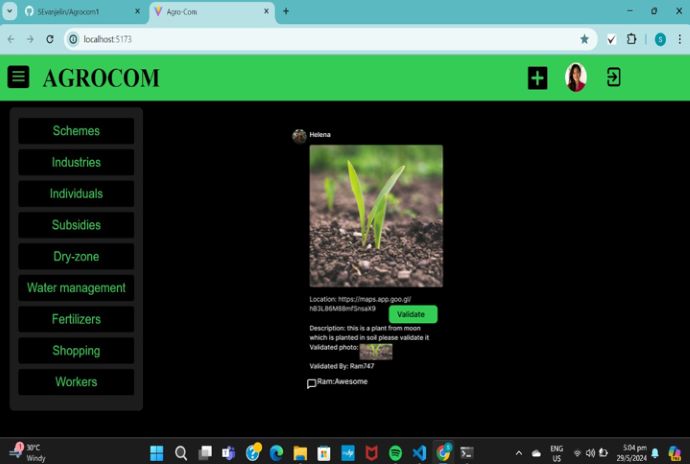 SEvanjelin/Agrocom1
Agro-Com
localhost:5173
S
AGROCOM
Schemes
Industries
Individuals
Subsidies
Dry-zone
Water management
Fertilizers
Shopping
Workers
Helena
Location: https://maps.app.goo.gl/
hB3L86M88mfSnsaX9
Validate
Description: this is a plant from moon
which is planted in soil please validate it
Validated photo:
Validated By: Ram747
Ram:Awesome
1
30°C
Windy
ENG
US
5:04 pm
29/5/2024